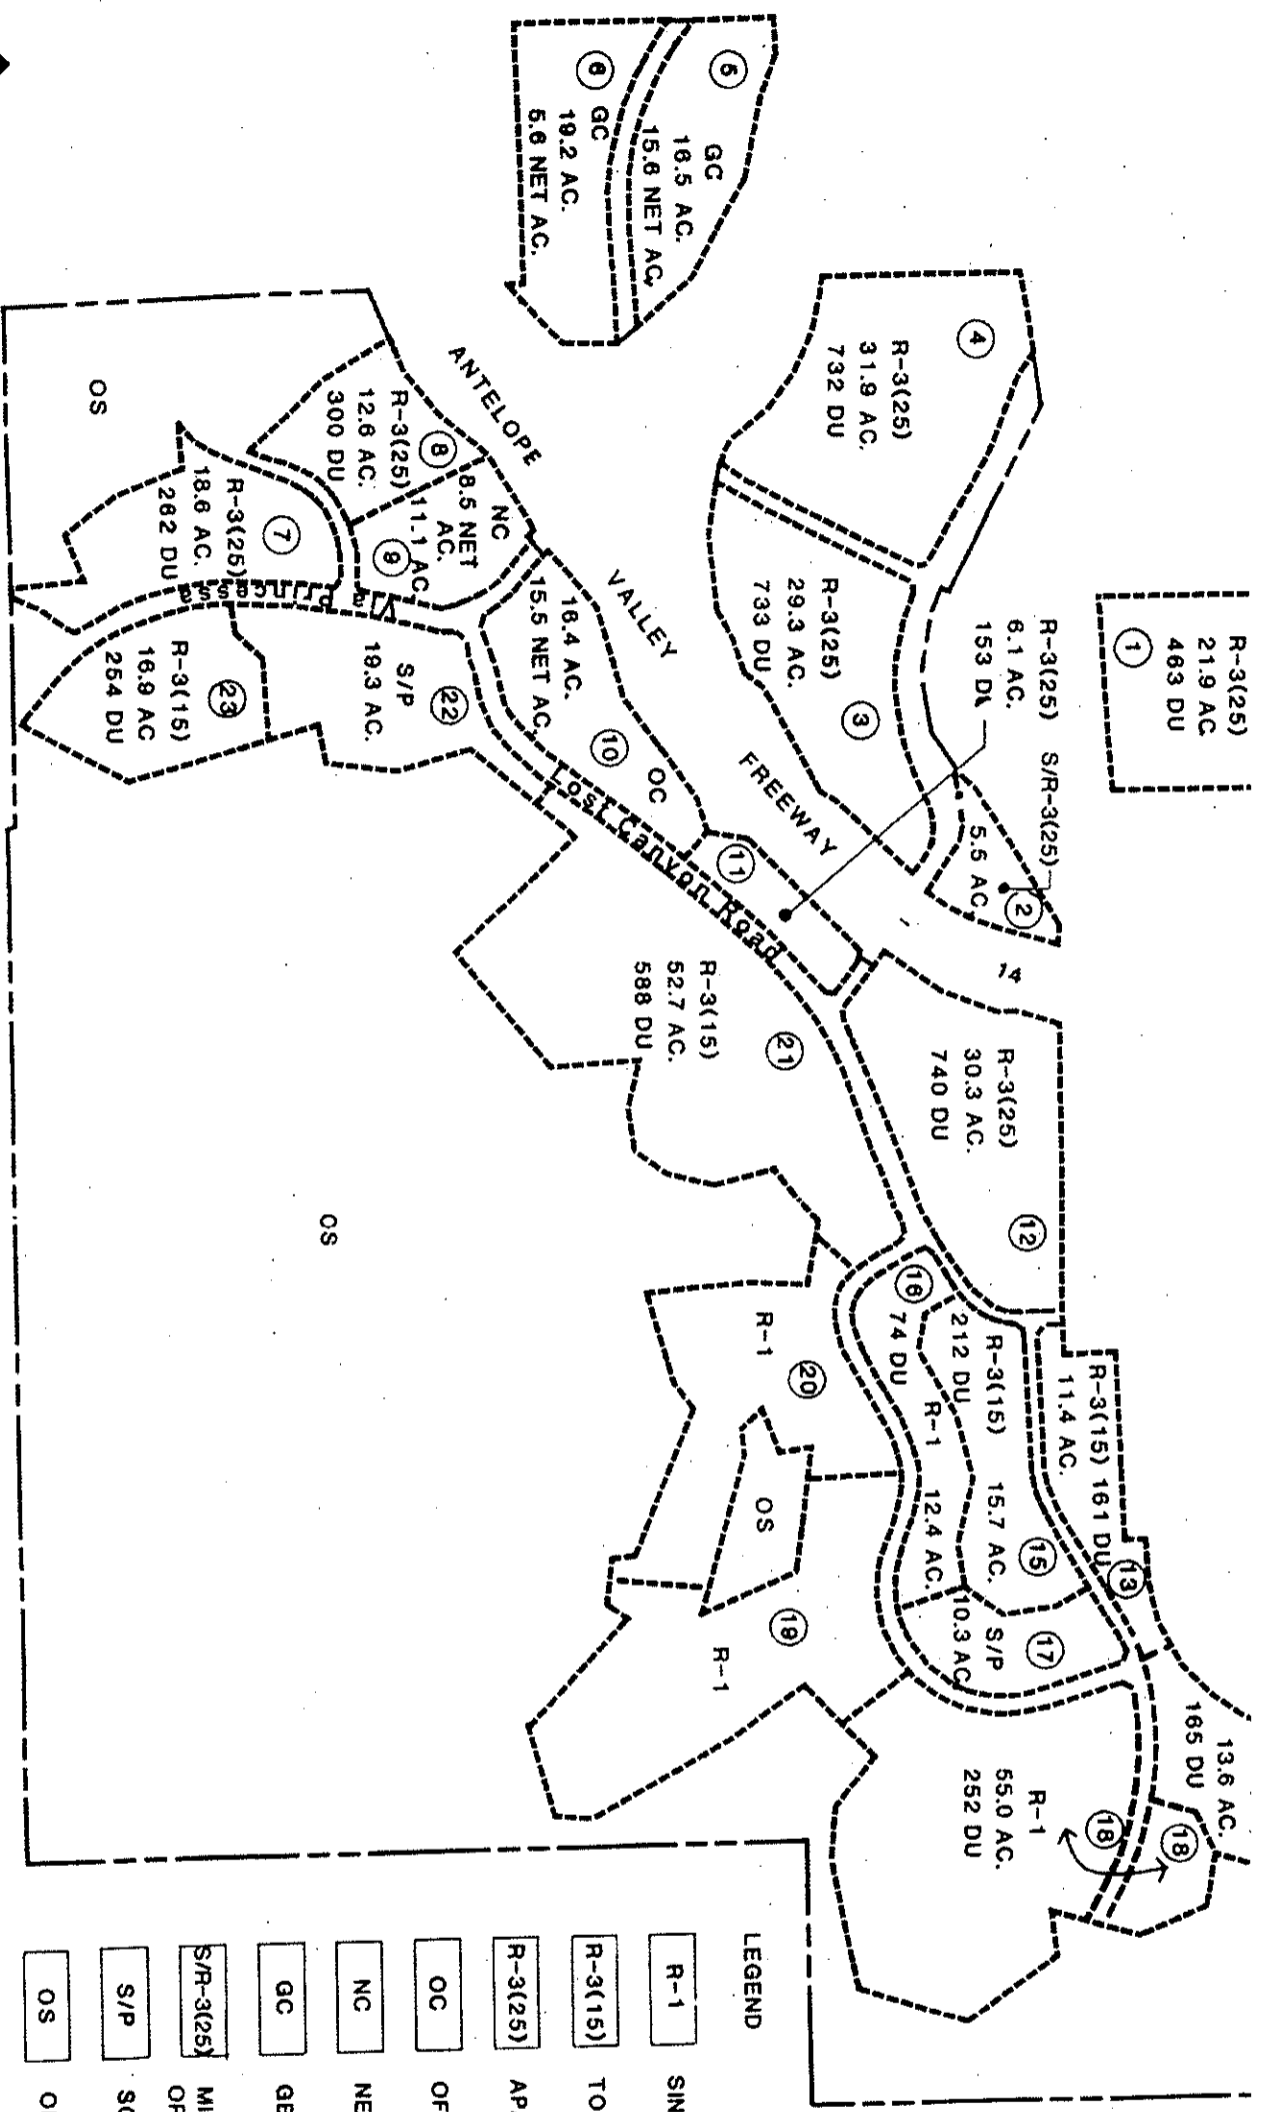 R-3(25)
21.9 AC.
463 DU
1
R-3(25)
6.1 AC.
153 DU
S/R-3(25)
5.5 AC.
2
4
R-3(25)
31.9 AC.
732 DU
3
R-3(25)
29.3 AC.
733 DU
5
GC
16.5 AC.
15.6 NET AC.
6
GC
19.2 AC.
5.6 NET AC.
ANTELOPE
VALLEY
FREEWAY
14
8
R-3(25)
12.6 AC.
300 DU
NC
8.5 NET
AC.
11.1 AC.
9
7
R-3(25)
18.6 AC.
262 DU
Via Princessa
OS
16.4 AC.
15.5 NET AC.
10
OC
11
Lost Canyon Road
22
S/P
19.3 AC.
23
R-3(15)
16.9 AC
254 DU
21
R-3(15)
52.7 AC.
588 DU
R-3(25)
30.3 AC.
740 DU
12
R-3(15) 161 DU
11.4 AC.
13
R-3(15) 15.7 AC.
212 DU
15
16
74 DU
R-1 12.4 AC.
17
S/P
10.3 AC
13.6 AC.
165 DU
18
18
R-1
55.0 AC.
252 DU
20
R-1
OS
19
R-1
OS
LEGEND
R-1 SIN
R-3(15) TO
R-3(25) AP
OC OF
NC NE
GC GE
S/R-3(25) MI
OF
S/P SC
OS O